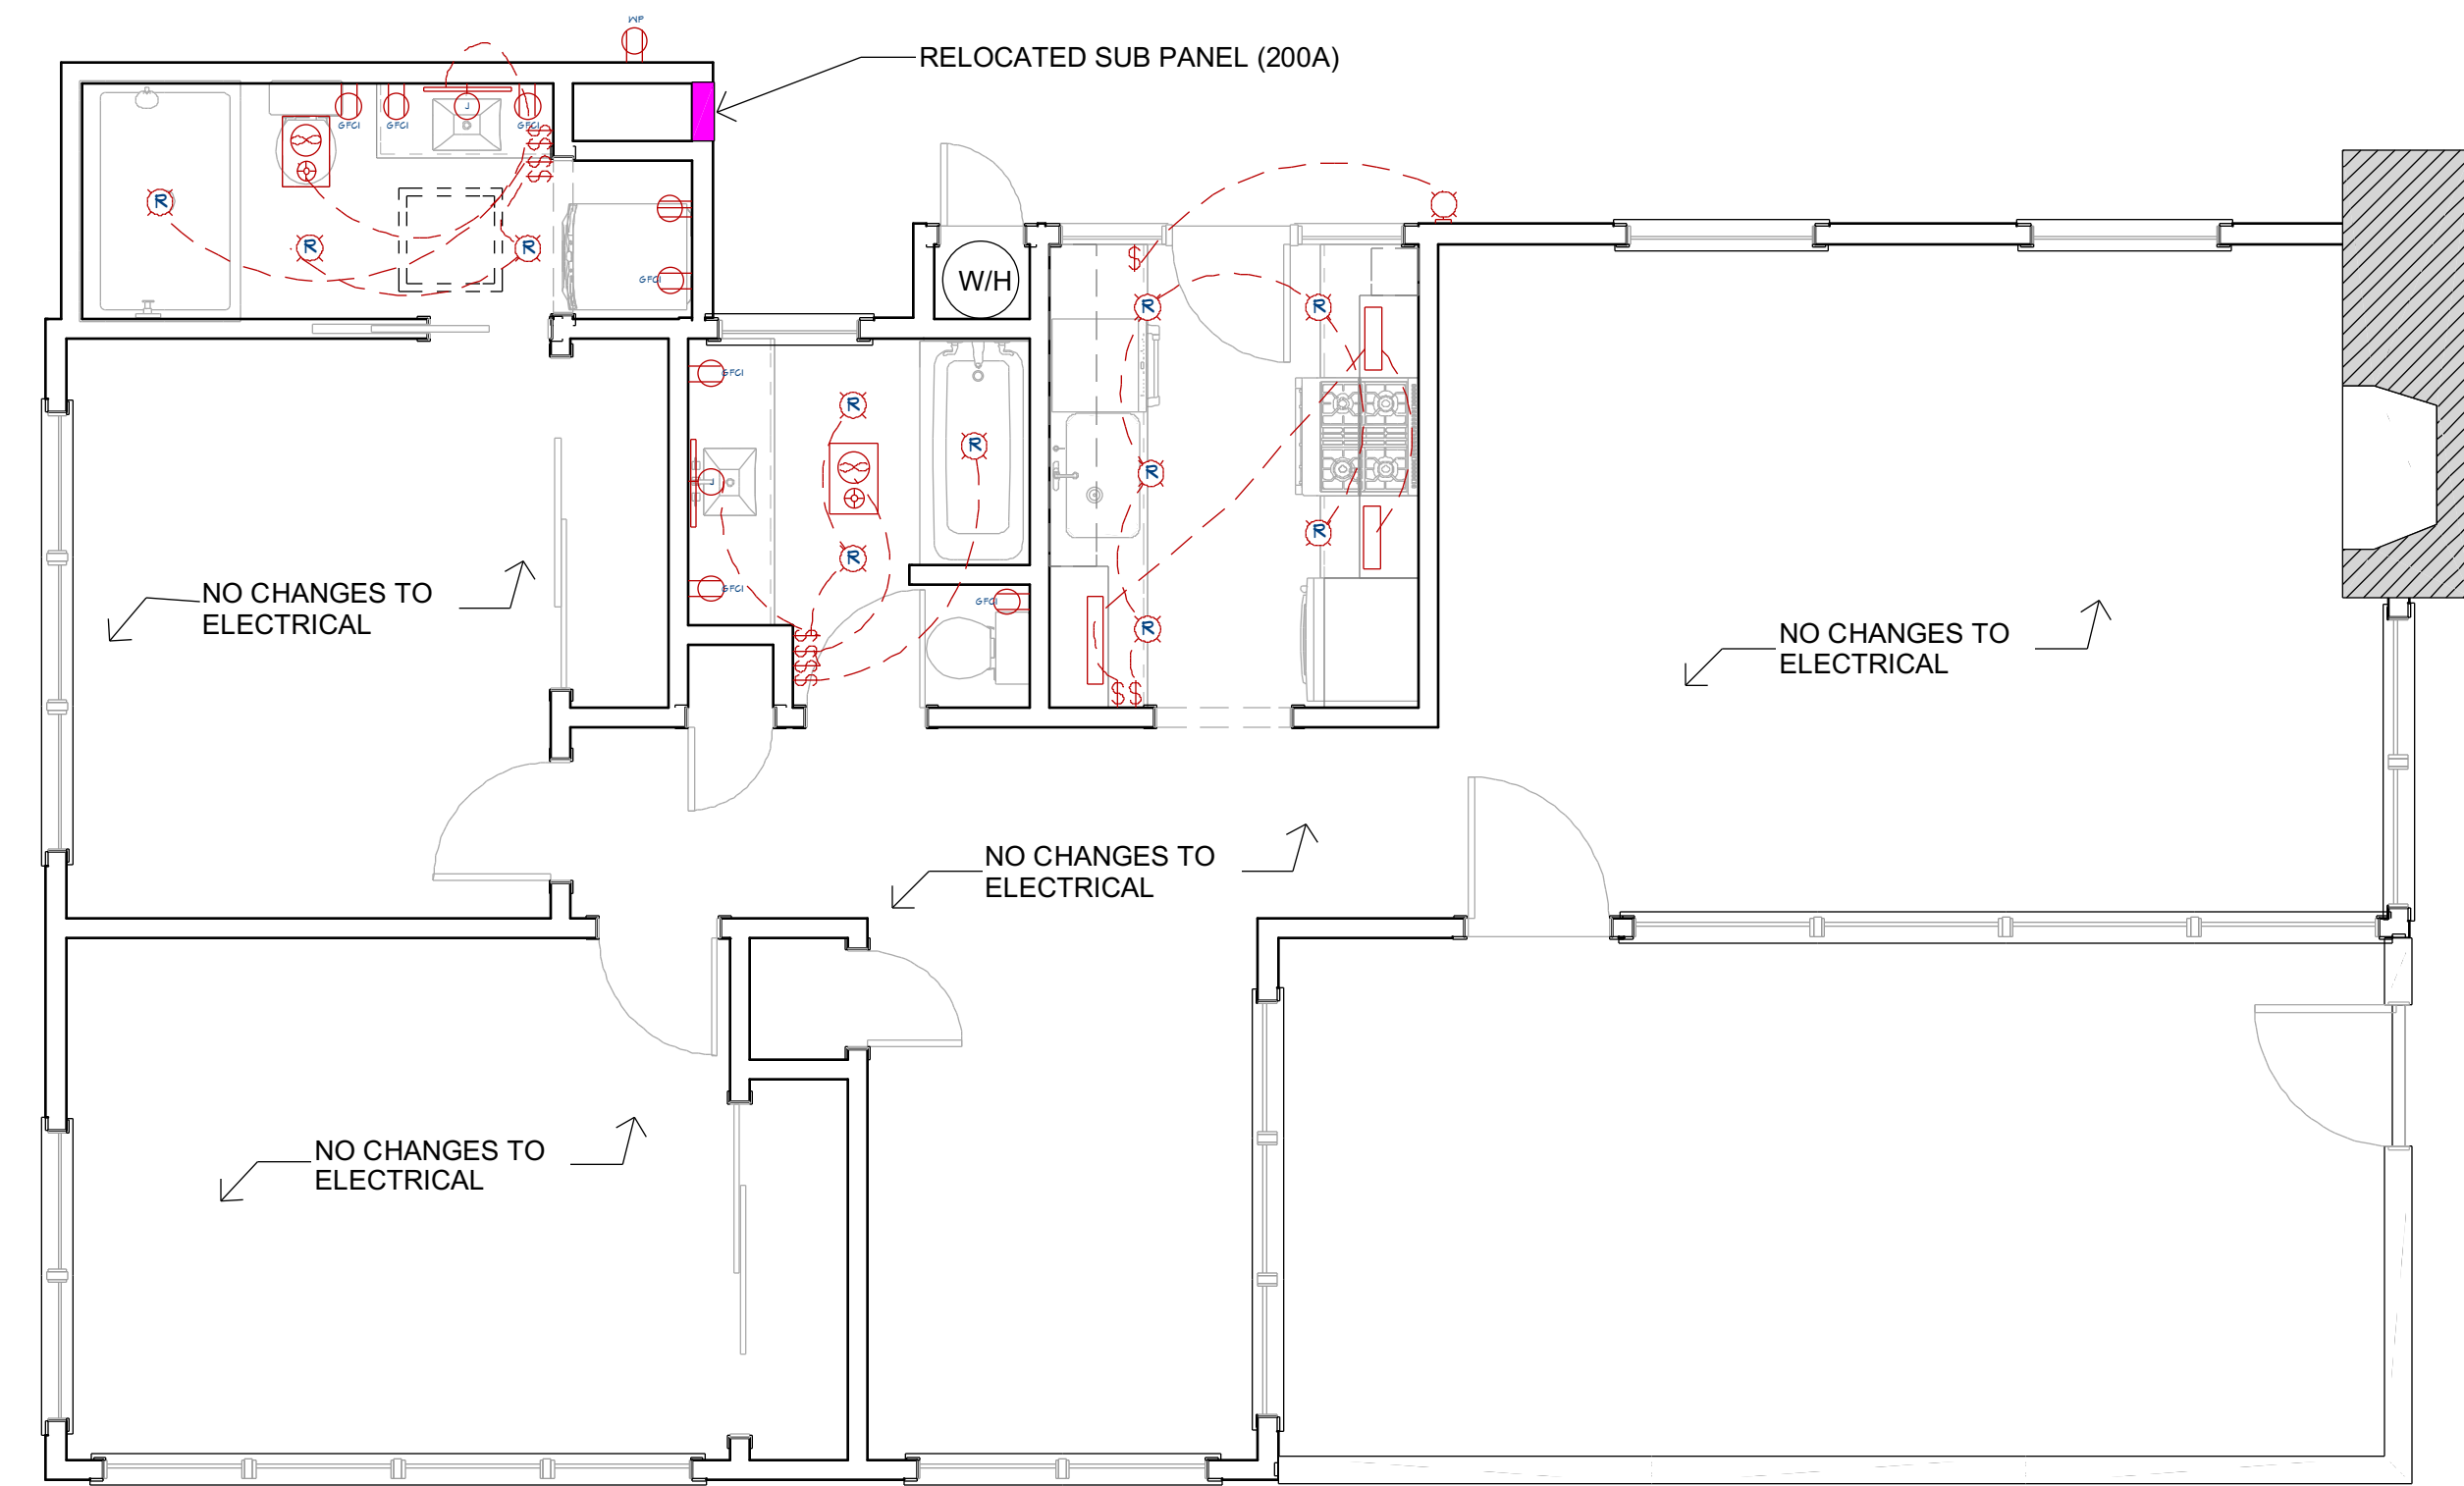 WP
RELOCATED SUB PANEL (200A)
J
GFCI GFCI GFCI
$
$
$
$
R
R R
GFCI
W/H
$
R R
GFCI
R
R
R
J
R
R
GFCI
GFCI
R
$
$
$
$
$$
NO CHANGES TO
ELECTRICAL
NO CHANGES TO
ELECTRICAL
NO CHANGES TO
ELECTRICAL
NO CHANGES TO
ELECTRICAL